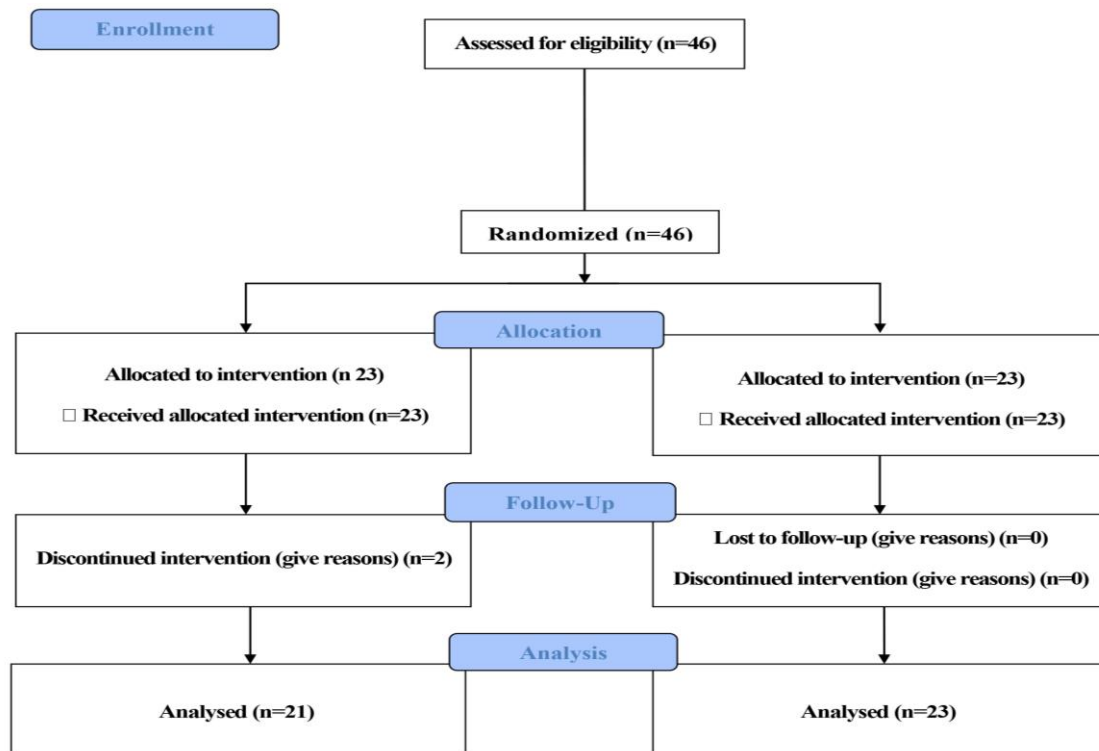 Enrollment
Assessed for eligibility (n=46)
Randomized (n=46)
Allocation
Allocated to intervention (n 23)
□ Received allocated intervention (n=23)
Allocated to intervention (n=23)
□ Received allocated intervention (n=23)
Follow-Up
Discontinued intervention (give reasons) (n=2)
Lost to follow-up (give reasons) (n=0)
Discontinued intervention (give reasons) (n=0)
Analysis
Analysed (n=21)
Analysed (n=23)